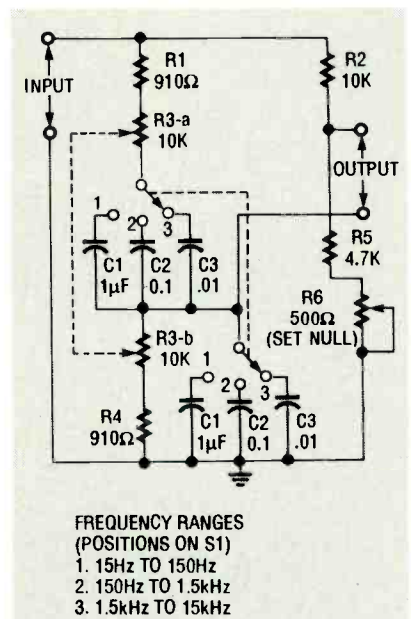 INPUT
R1
910Ω
R2
10K
R3-a
10K
OUTPUT
1
2
3
C1
1µF
C2
0.1
C3
.01
R5
4.7K
R6
500Ω
(SET NULL)
R3-b
10K
1
2
3
R4
910Ω
C1
1µF
C2
0.1
C3
.01
FREQUENCY RANGES
(POSITIONS ON S1)
1. 15Hz TO 150Hz
2. 150Hz TO 1.5kHz
3. 1.5kHz TO 15kHz